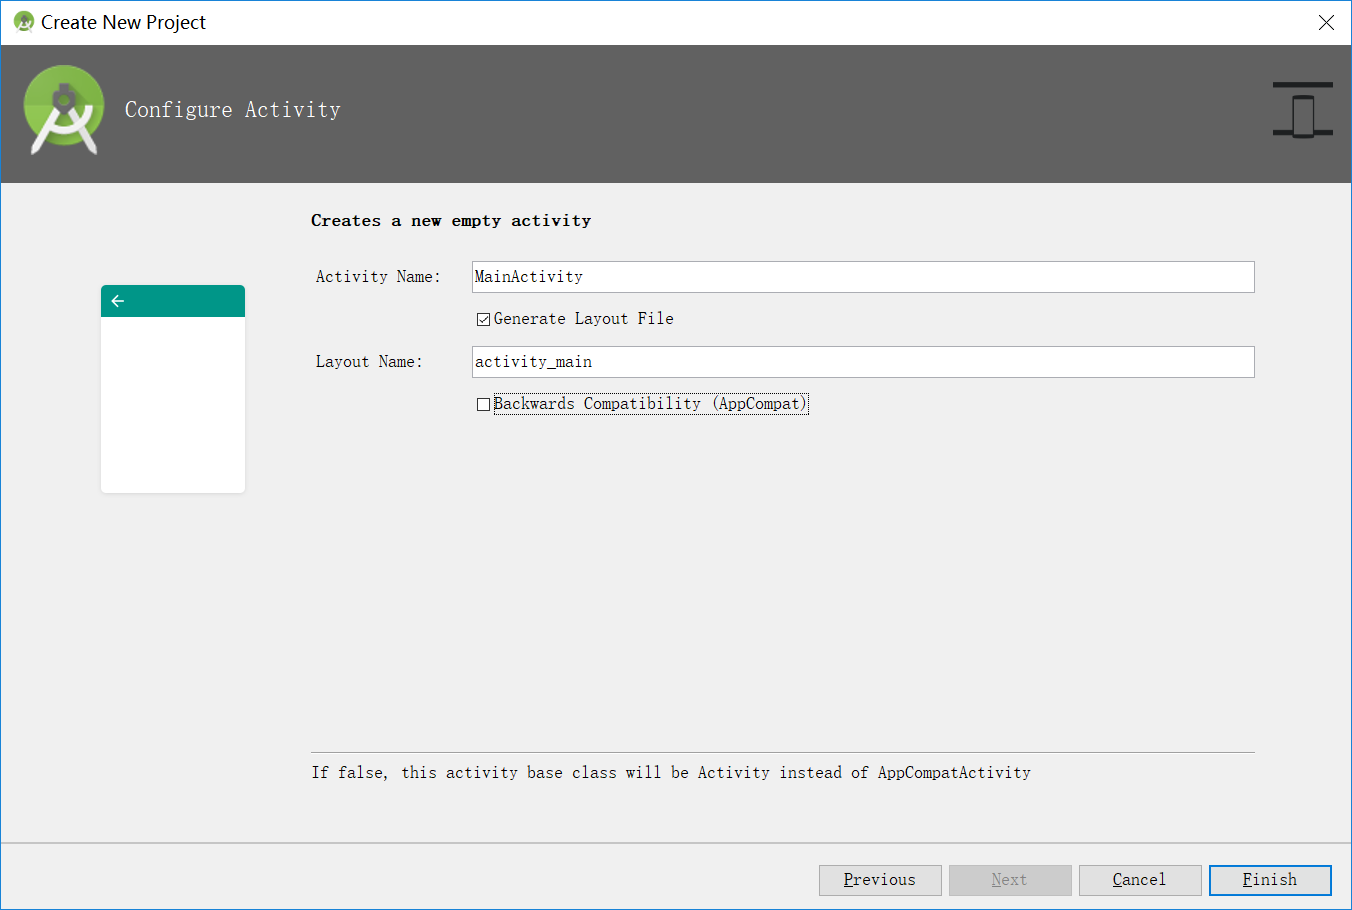 Create New Project
Configure Activity
Creates a new empty activity
Activity Name: MainActivity
Generate Layout File
Layout Name: activity_main
Backwards Compatibility (AppCompat)
If false, this activity base class will be Activity instead of AppCompatActivity
Previous Next Cancel Finish